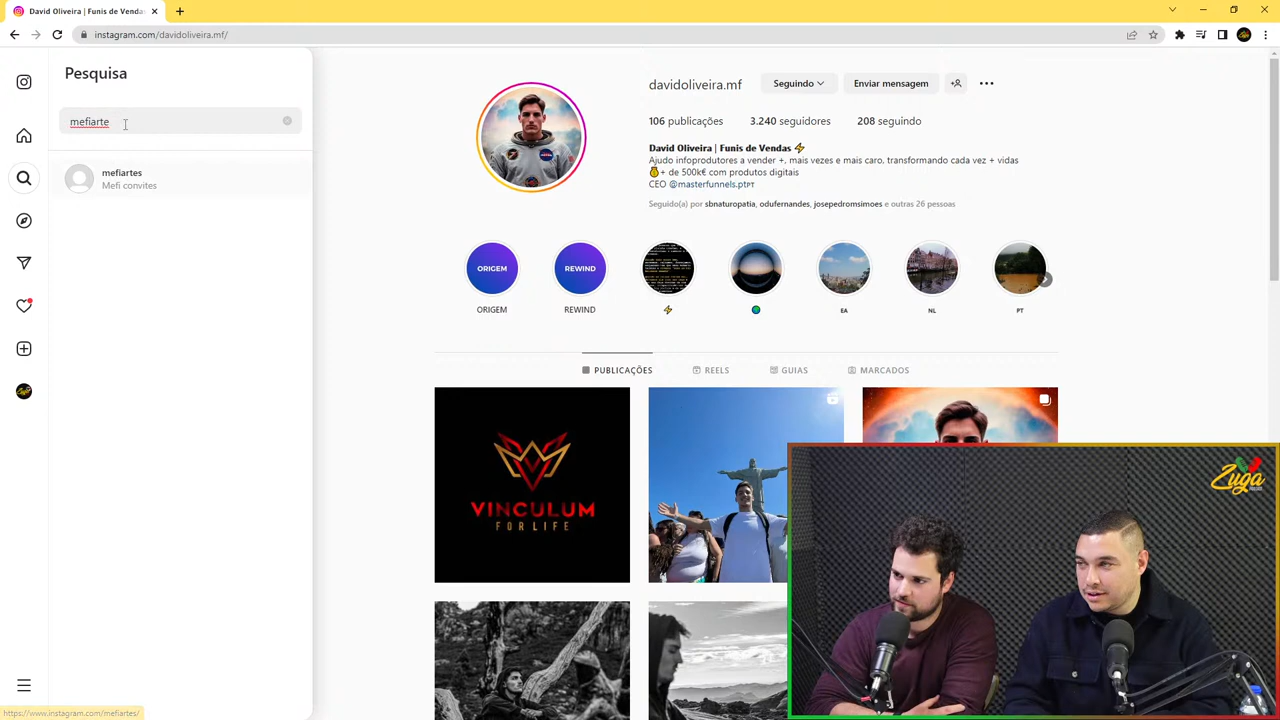 David Oliveira | Funis de Venda
instagram.com/davidoliveira.mf/
Pesquisa
mefiarte
mefiartes
Mefi convites
davidoliveira.mf
Seguindo
Enviar mensagem
106 publicações
3.240 seguidores
208 seguindo
David Oliveira | Funis de Vendas ⚡
Ajudo infoprodutores a vender +, mais vezes e mais caro, transformando cada vez + vidas
💰+ de 500k€ com produtos digitais
CEO @masterfunnels.ptPT
Seguido(a) por sbnaturopatia, odufernandes, josepedromsimoes e outras 26 pessoas
ORIGEM
REWIND
ORIGEM
REWIND
⚡
EA
NL
PT
PUBLICAÇÕES
REELS
GUIAS
MARCADOS
VINCULUM
FOR LIFE
Zuga
https://www.instagram.com/mefiartes/